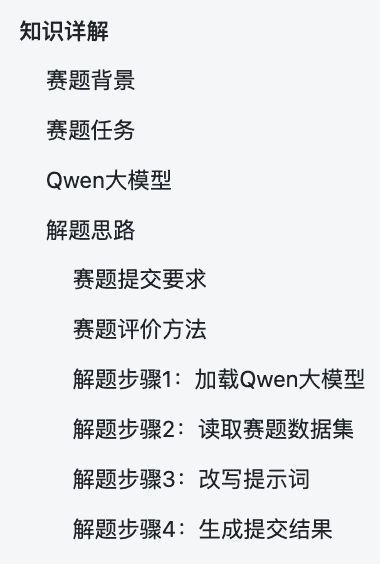 知识详解
赛题背景
赛题任务
Qwen大模型
解题思路
赛题提交要求
赛题评价方法
解题步骤1：加载Qwen大模型
解题步骤2：读取赛题数据集
解题步骤3：改写提示词
解题步骤4：生成提交结果